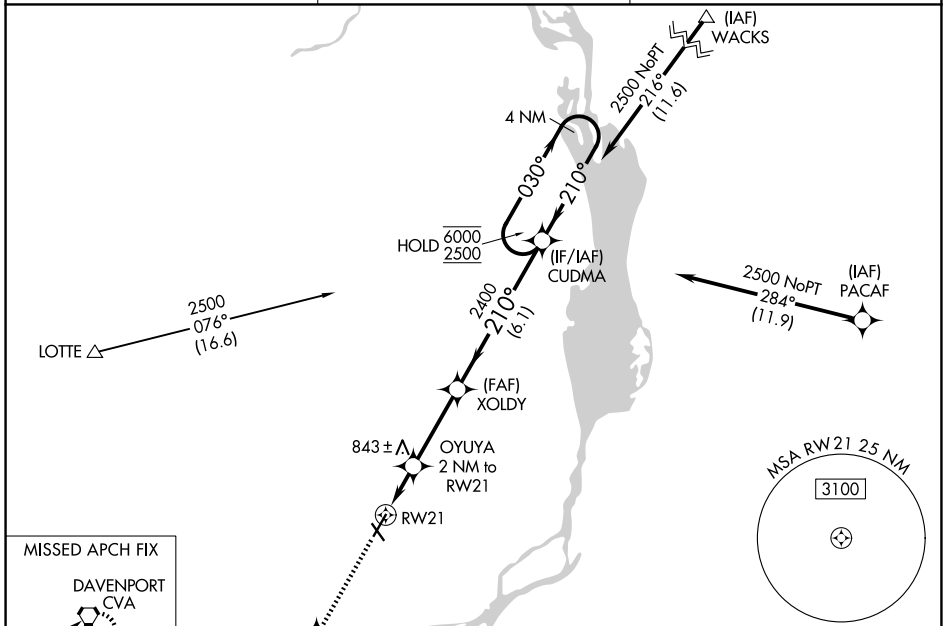 (IAF)
WACKS
2500 NoPT
216°
(11.6)
4 NM
030°
210°
HOLD 6000
2500
(IF/IAF)
CUDMA
2500 NoPT
284°
(11.9)
(IAF)
PACAF
2500
076°
(16.6)
LOTTE
2400
210°
(6.1)
(FAF)
XOLDY
843 ±
OYUYA
2 NM to
RW21
RW21
MSA RW 21 25 NM
3100
MISSED APCH FIX
DAVENPORT
CVA